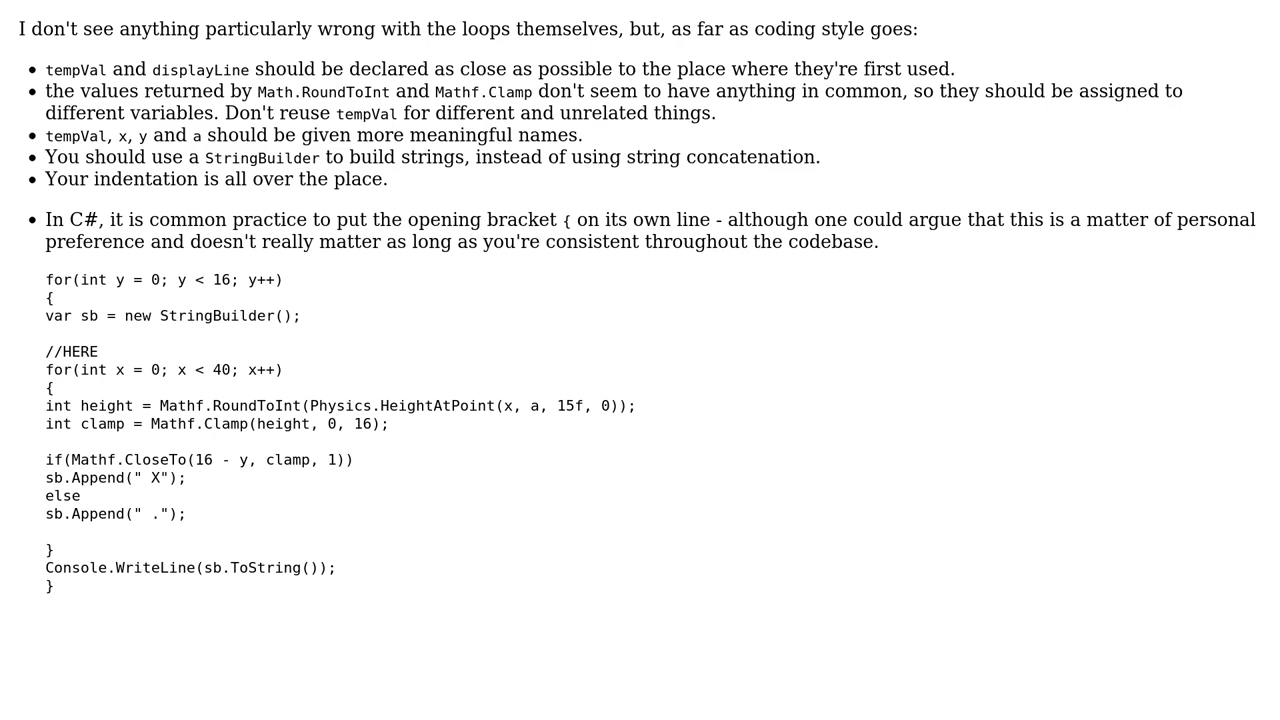 I don't see anything particularly wrong with the loops themselves, but, as far as coding style goes:
• tempVal and displayLine should be declared as close as possible to the place where they're first used.
• the values returned by Math.RoundToInt and Mathf.Clamp don't seem to have anything in common, so they should be assigned to
different variables. Don't reuse tempVal for different and unrelated things.
• tempVal, x, y and a should be given more meaningful names.
• You should use a StringBuilder to build strings, instead of using string concatenation.
• Your indentation is all over the place.
• In C#, it is common practice to put the opening bracket { on its own line - although one could argue that this is a matter of personal
preference and doesn't really matter as long as you're consistent throughout the codebase.
for(int y = 0; y < 16; y++)
{
var sb = new StringBuilder();
//HERE
for(int x = 0; x < 40; x++)
{
int height = Mathf.RoundToInt(Physics.HeightAtPoint(x, a, 15f, 0));
int clamp = Mathf.Clamp(height, 0, 16);
if(Mathf.CloseTo(16 - y, clamp, 1))
sb.Append(" X");
else
sb.Append(" .");
}
Console.WriteLine(sb.ToString());
}